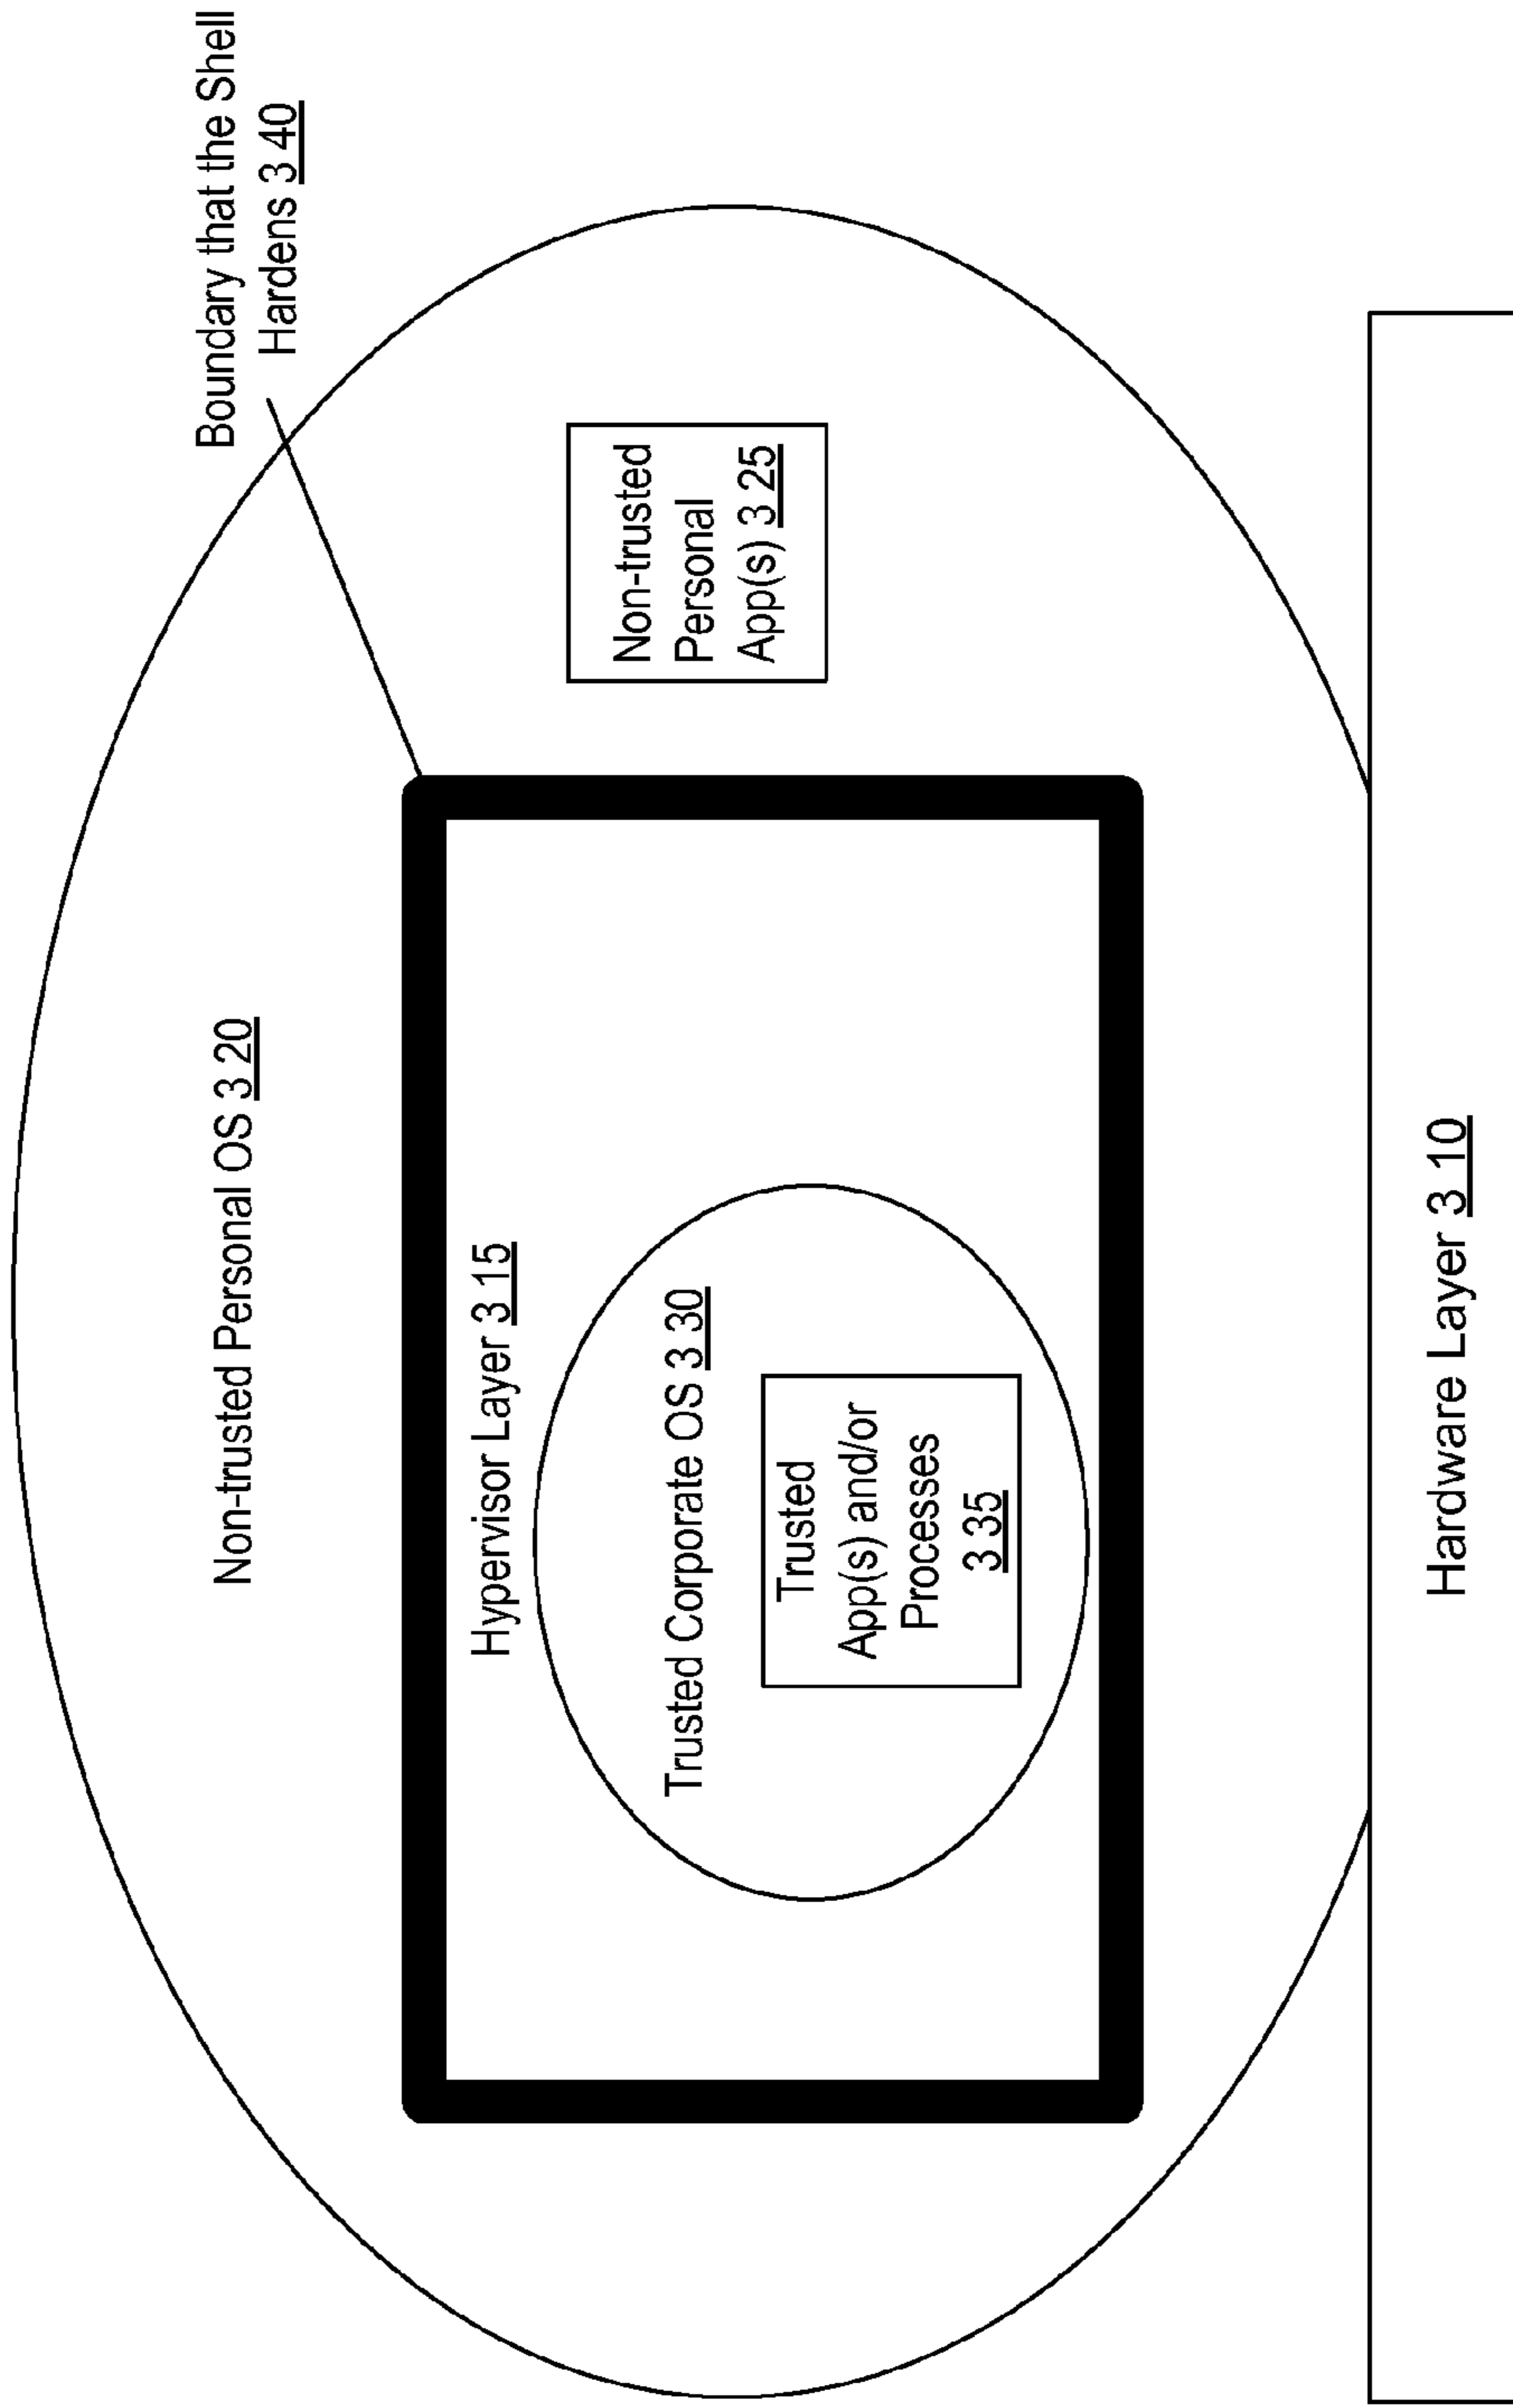 Boundary that the Shell
Hardens 3 40
Non-trusted Personal OS 3 20
Non-trusted
Personal
App(s) 3 25
Hypervisor Layer 3 15
Trusted Corporate OS 3 30
Trusted
App(s) and/or
Processes
3 35
Hardware Layer 3 10